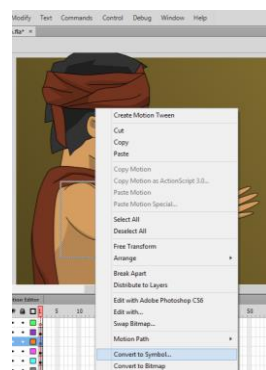 Modify Text Commands Control Debug Window Help
.fla* ×
Create Motion Tween
Cut
Copy
Paste
Copy Motion
Copy Motion as ActionScript 3.0...
Paste Motion
Paste Motion Special...
Select All
Deselect All
Free Transform
Arrange
Break Apart
Distribute to Layers
Edit with Adobe Photoshop CS6
Edit with...
Swap Bitmap...
Motion Path
Convert to Symbol...
Convert to Bitmap
Editor
5 10 50